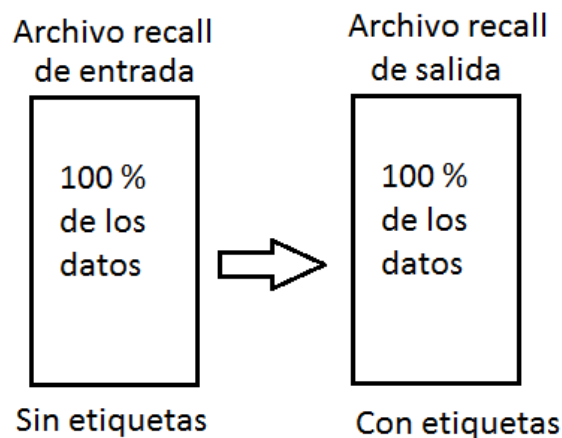 Archivo recall
de entrada
100 %
de los
datos
Sin etiquetas
Archivo recall
de salida
100 %
de los
datos
Con etiquetas